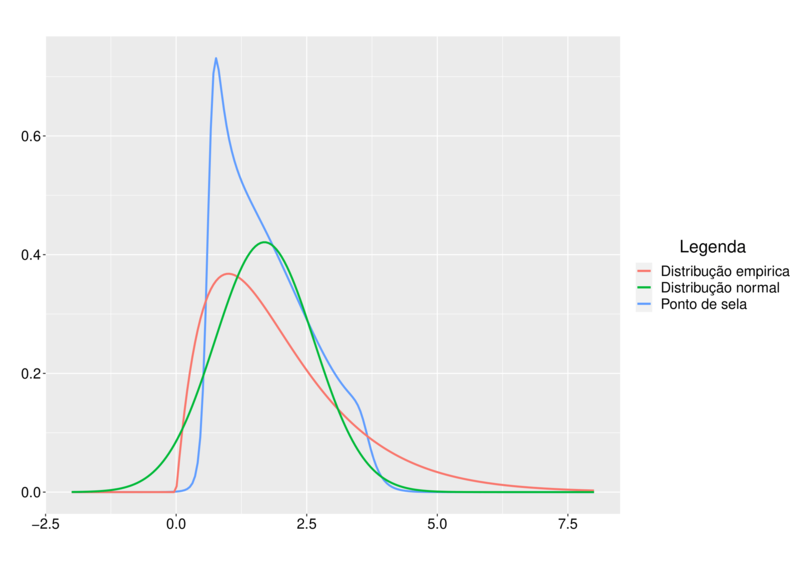 0.6
0.4
0.2
0.0
−2.5 0.0 2.5 5.0 7.5
Legenda
Distribução empirica
Distribução normal
Ponto de sela